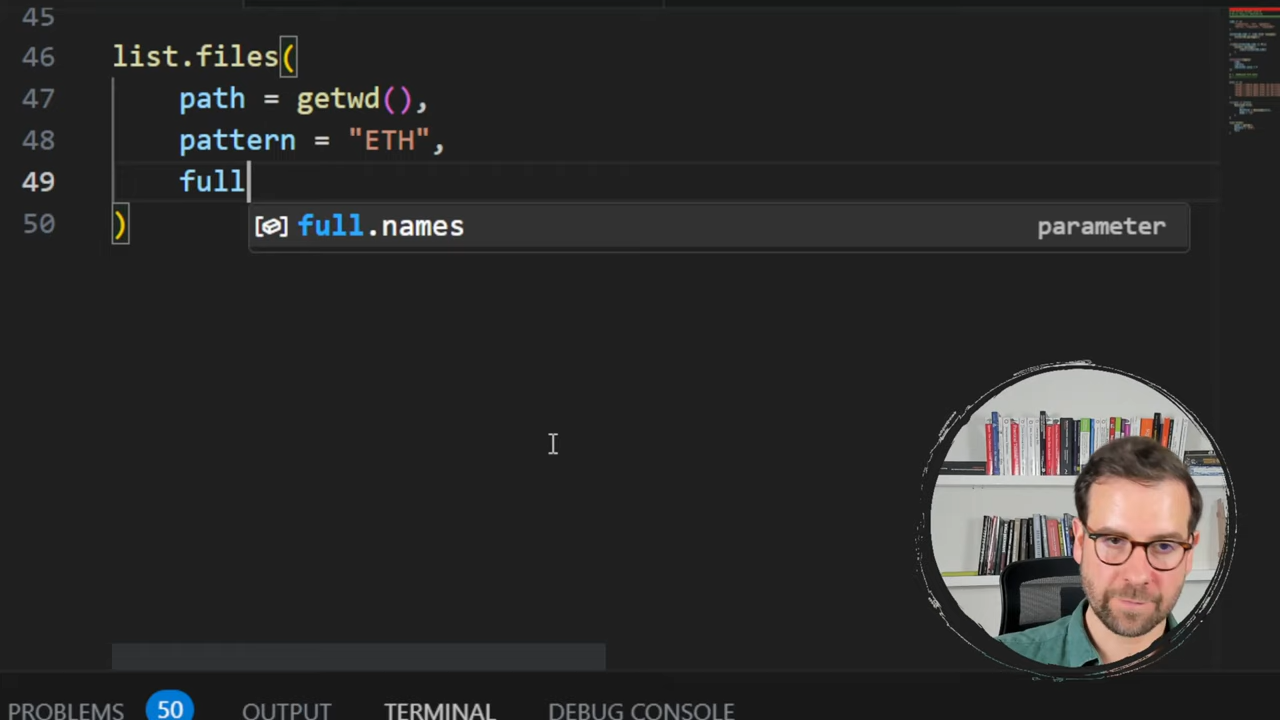 45
46 list.files(
47 path = getwd(),
48 pattern = "ETH",
49 full
50 )
full.names parameter
PROBLEMS 50 OUTPUT TERMINAL DEBUG CONSOLE